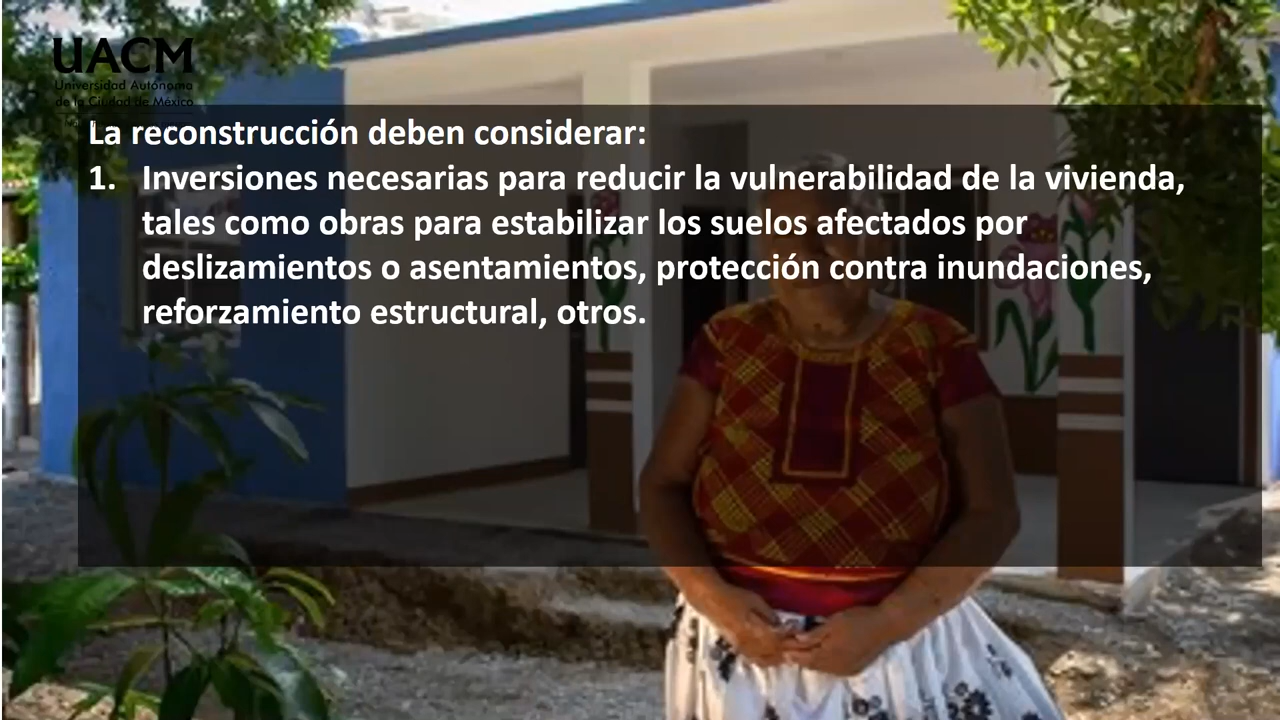 UACM
Universidad Autónoma
de la Ciudad de México
La reconstrucción deben considerar:
1. Inversiones necesarias para reducir la vulnerabilidad de la vivienda,
tales como obras para estabilizar los suelos afectados por
deslizamientos o asentamientos, protección contra inundaciones,
reforzamiento estructural, otros.